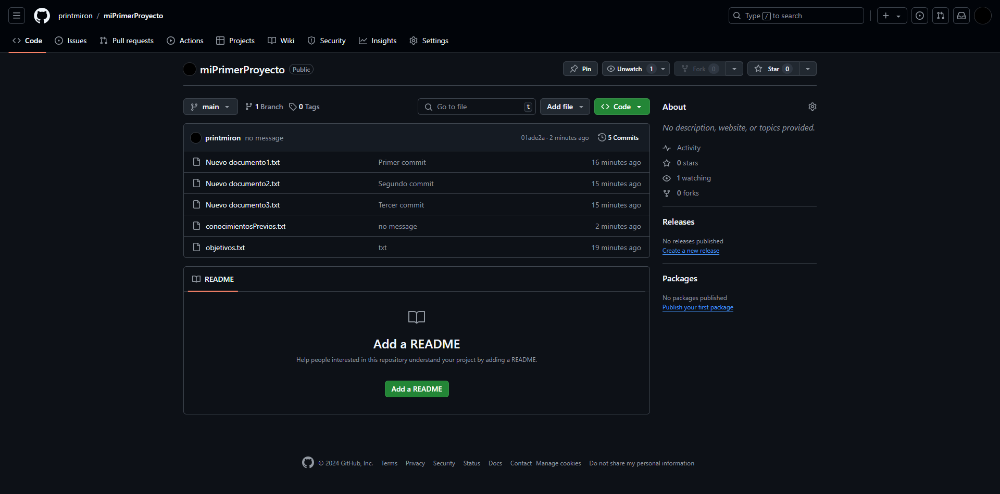 printmiron / miPrimerProyecto
Type / to search
Code Issues Pull requests Actions Projects Wiki Security Insights Settings
miPrimerProyecto Public
Pin Unwatch 1 Fork 0 Star 0
main 1 Branch 0 Tags
Go to file t Add file Code
printmiron no message 01ade2a · 2 minutes ago 5 Commits
Nuevo documento1.txt Primer commit 16 minutes ago
Nuevo documento2.txt Segundo commit 15 minutes ago
Nuevo documento3.txt Tercer commit 15 minutes ago
conocimientosPrevios.txt no message 2 minutes ago
objetivos.txt txt 19 minutes ago
README
Add a README
Help people interested in this repository understand your project by adding a README.
Add a README
About
No description, website, or topics provided.
Activity
0 stars
1 watching
0 forks
Releases
No releases published
Create a new release
Packages
No packages published
Publish your first package
© 2024 GitHub, Inc. Terms Privacy Security Status Docs Contact Manage cookies Do not share my personal information